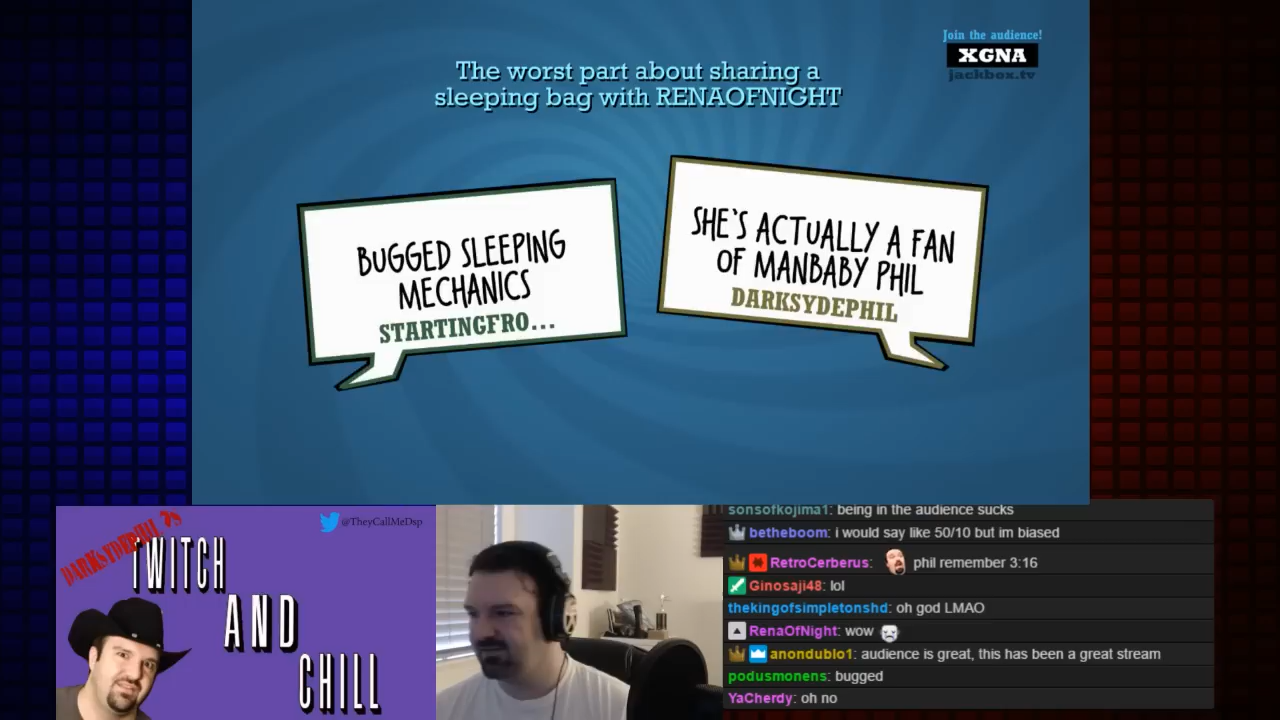 Join the audience!
XGNA
jackbox.tv
The worst part about sharing a
sleeping bag with RENAOFNIGHT
BUGGED SLEEPING
MECHANICS
STARTINGFRO...
SHE'S ACTUALLY A FAN
OF MANBABY PHIL
DARKSYDEPHIL
DARKSYDEPHIL'S
TWITCH
AND
CHILL
@TheyCallMeDsp
sonsofkojima1: being in the audience sucks
betheboom: i would say like 50/10 but im biased
RetroCerberus: phil remember 3:16
Ginosaji48: lol
thekingofsimpletonshd: oh god LMAO
RenaOfNight: wow
anondublo1: audience is great, this has been a great stream
podusmonens: bugged
YaCherdy: oh no